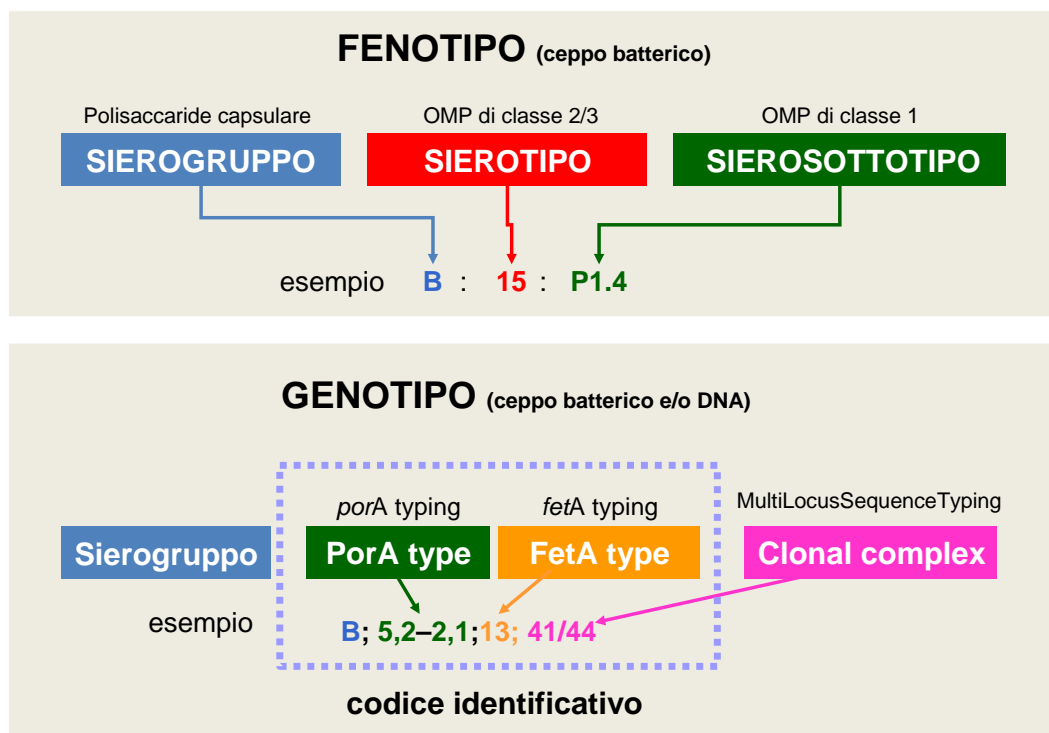 FENOTIPO (ceppo batterico)
Polisaccaride capsulare OMP di classe 2/3 OMP di classe 1
SIEROGRUPPO SIEROTIPO SIEROSOTTOTIPO
esempio B : 15 : P1.4
GENOTIPO (ceppo batterico e/o DNA)
porA typing fetA typing MultiLocusSequenceTyping
Sierogruppo PorA type FetA type Clonal complex
esempio B; 5,2–2,1;13; 41/44
codice identificativo